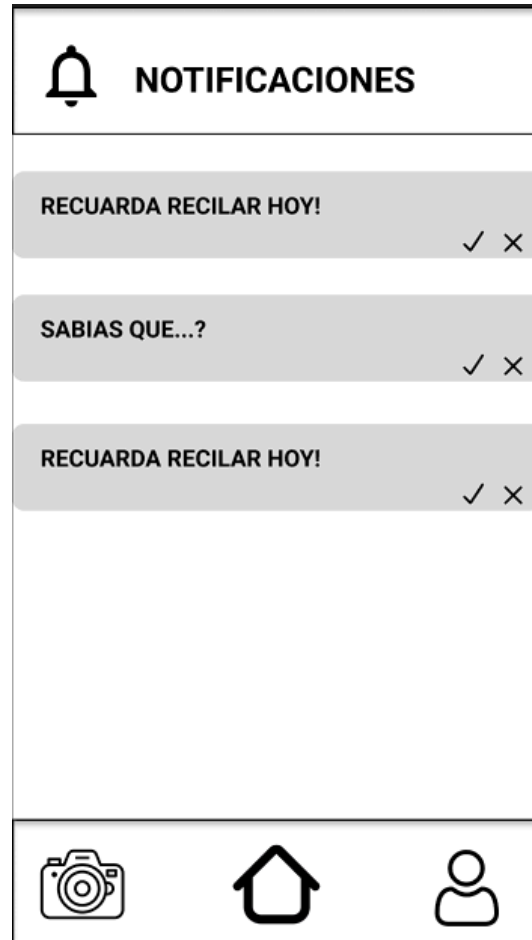 NOTIFICACIONES
RECUARDA RECILAR HOY!
SABIAS QUE...?
RECUARDA RECILAR HOY!